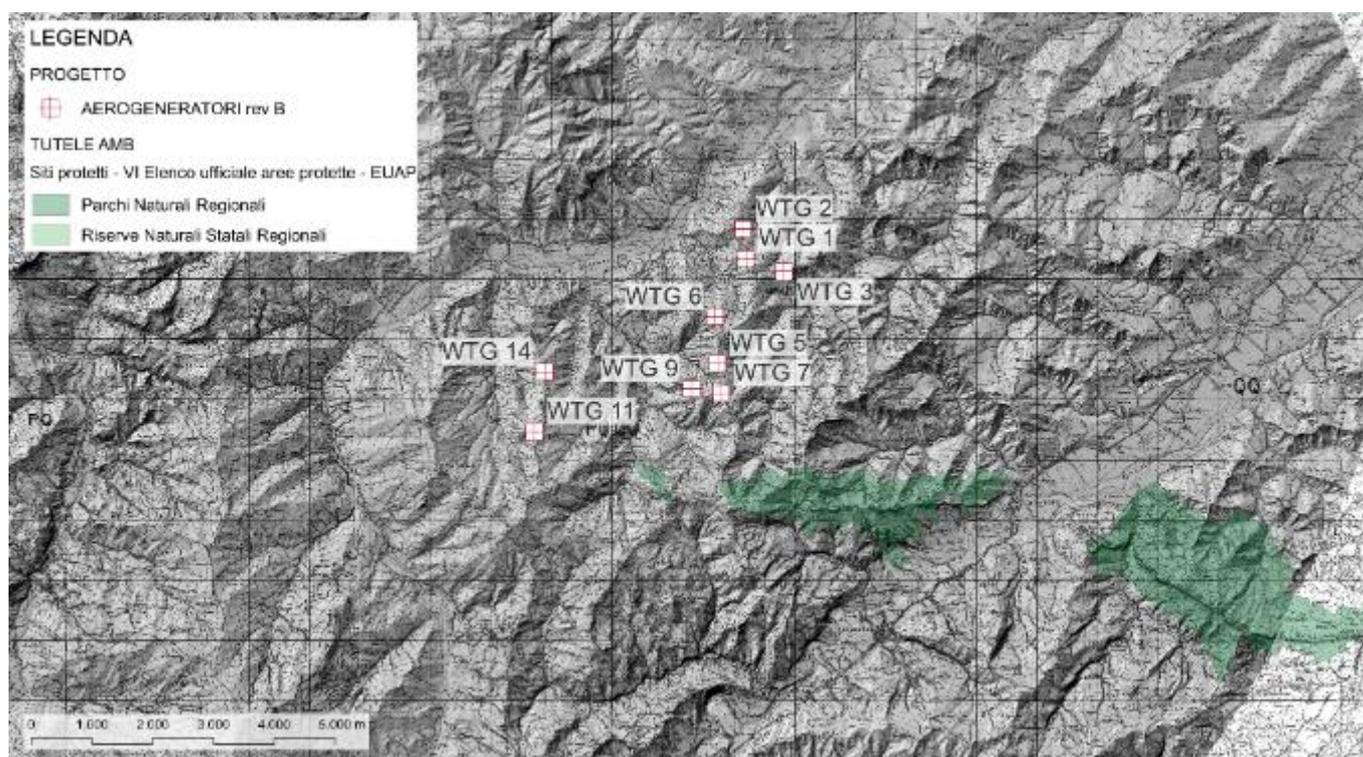 LEGENDA
PROGETTO
AEROGENERATORI rev B
TUTELE AMB
Siti protetti - VI Elenco ufficiale aree protette - EUAP
Parchi Naturali Regionali
Riserve Naturali Statali Regionali
WTG 2
WTG 1
WTG 3
WTG 6
WTG 5
WTG 14
WTG 9
WTG 7
WTG 11
PQ
QQ
0 1.000 2.000 3.000 4.000 5.000 m